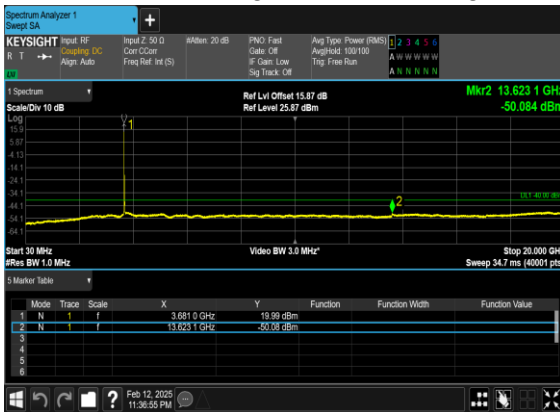 Spectrum Analyzer 1
Swept SA
KEYSIGHT Input: RF Input Z: 50 Ω #Atten: 20 dB PNO: Fast Avg Type: Power (RMS) 1 2 3 4 5 6
R T Coupling: DC Corr CCorr Gate: Off Avg|Hold: 100/100 A W W W W W
Align: Auto Freq Ref: Int (S) IF Gain: Low Trig: Free Run
Sig Track: Off A N N N N N
1 Spectrum
Ref Lvl Offset 15.87 dB Mkr2 13.623 1 GHz
Scale/Div 10 dB Ref Level 25.87 dBm -50.084 dBm
Log
15.9
5.87
-4.13
-14.1
-24.1
-34.1
-44.1
-54.1
-64.1
1
2
Start 30 MHz Video BW 3.0 MHz* Stop 20.000 GH
#Res BW 1.0 MHz Sweep 34.7 ms (40001 pts
5 Marker Table
Mode Trace Scale X Y Function Function Width Function Value
1 N 1 f 3.681 0 GHz 19.99 dBm
2 N 1 f 13.623 1 GHz -50.08 dBm
3
4
5
6
? Feb 12, 2025
11:36:55 PM